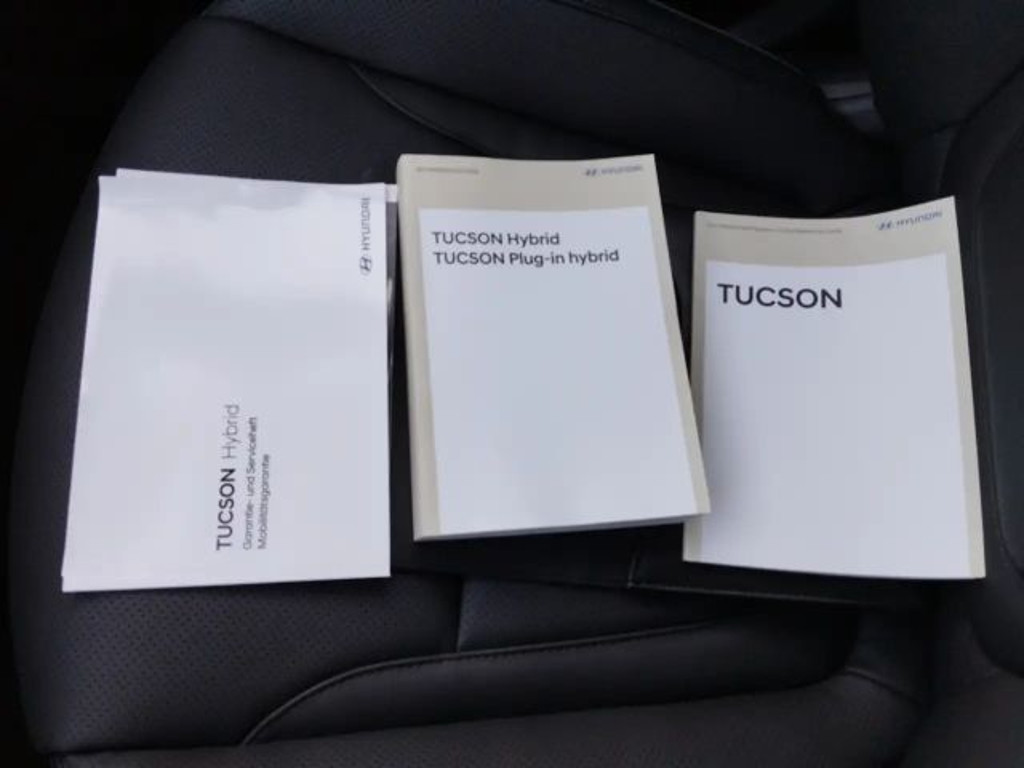 HYUNDAI
TUCSON Hybrid
Garantie- und Serviceheft
Mobilitätsgarantie
HYUNDAI
TUCSON Hybrid
TUCSON Plug-in hybrid
HYUNDAI
TUCSON